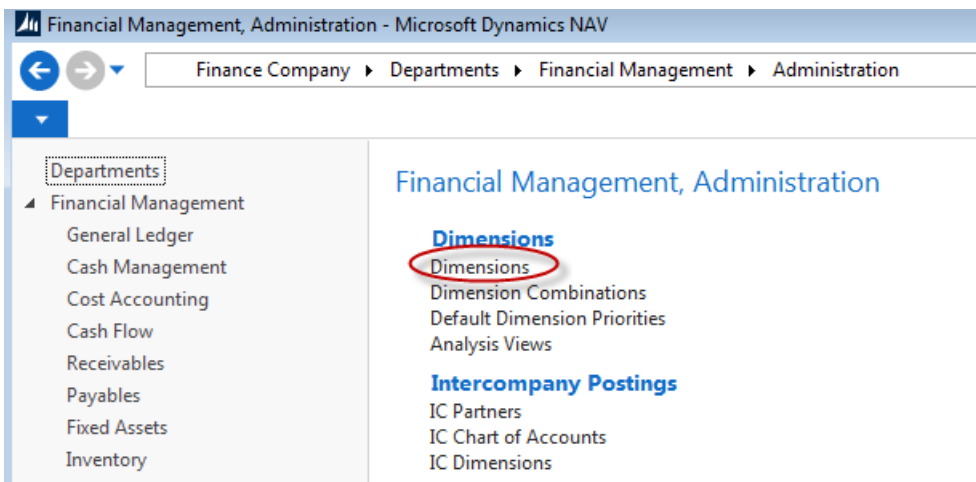 Financial Management, Administration - Microsoft Dynamics NAV
Finance Company ▸ Departments ▸ Financial Management ▸ Administration
Departments
Financial Management
General Ledger
Cash Management
Cost Accounting
Cash Flow
Receivables
Payables
Fixed Assets
Inventory
Financial Management, Administration
Dimensions
Dimensions
Dimension Combinations
Default Dimension Priorities
Analysis Views
Intercompany Postings
IC Partners
IC Chart of Accounts
IC Dimensions